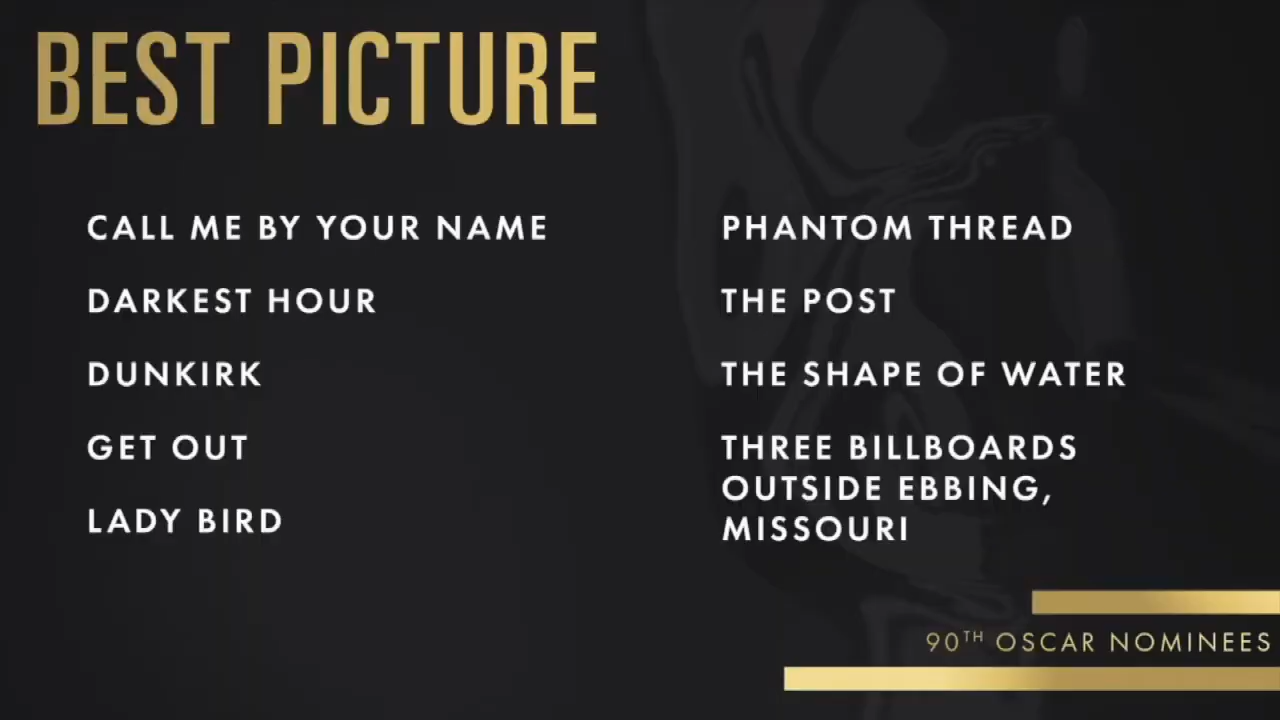 BEST PICTURE
CALL ME BY YOUR NAME
DARKEST HOUR
DUNKIRK
GET OUT
LADY BIRD
PHANTOM THREAD
THE POST
THE SHAPE OF WATER
THREE BILLBOARDS
OUTSIDE EBBING,
MISSOURI
90TH OSCAR NOMINEES